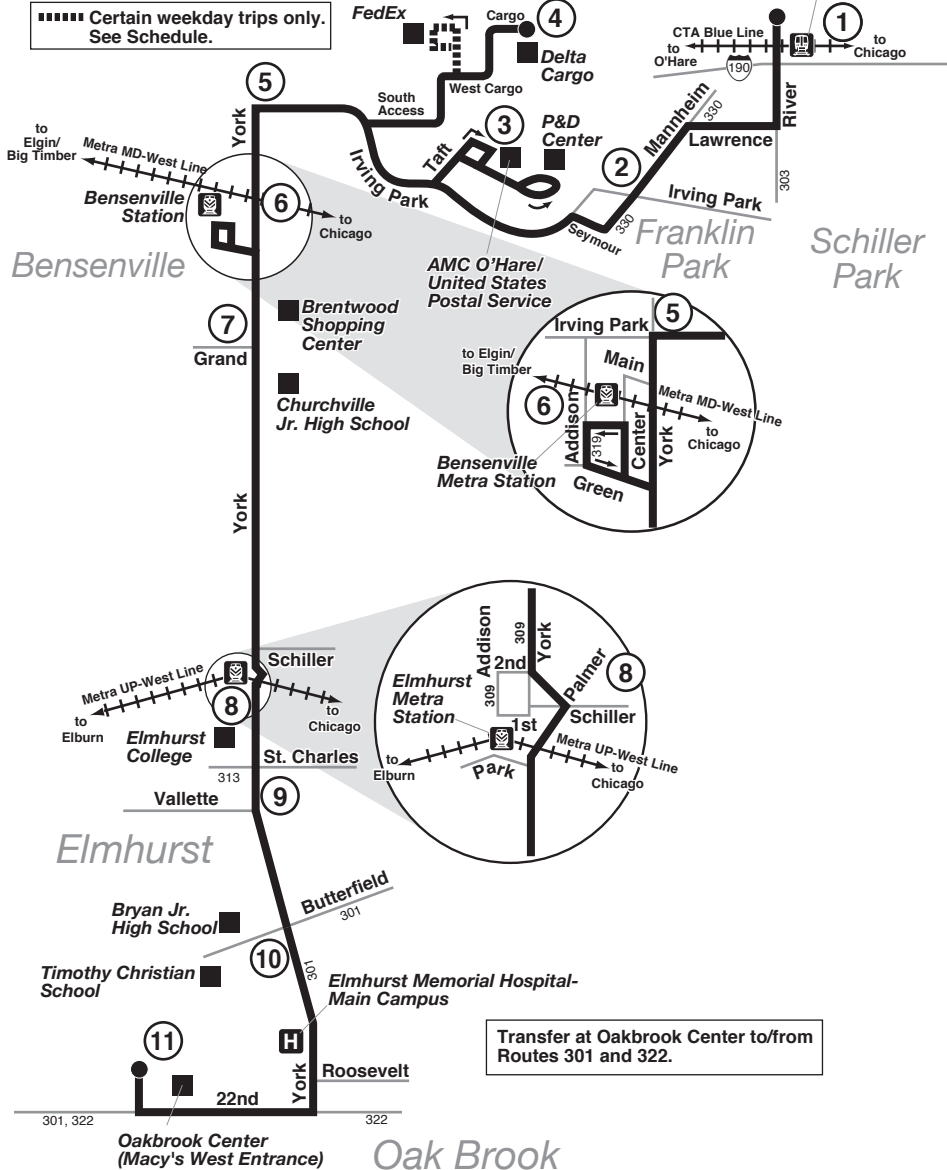 Certain weekday trips only.
See Schedule.
FedEx
Cargo
4
Delta
Cargo
West Cargo
South
Access
CTA Blue Line
to
O'Hare
1
to
Chicago
190
River
Mannheim
330
Lawrence
303
5
York
to
Elgin/
Big Timber
Metra MD-West Line
Bensenville
Station
6
to
Chicago
Irving Park
Taft
3
P&D
Center
2
Irving Park
Seymour
330
Franklin
Park
Schiller
Park
Bensenville
AMC O'Hare/
United States
Postal Service
7
Grand
Brentwood
Shopping
Center
Churchville
Jr. High School
5
Irving Park
to Elgin/
Big Timber
Main
6
Addison
319
Center
York
Metra MD-West Line
to
Chicago
Bensenville
Metra Station
Green
York
Schiller
Metra UP-West Line
to
Elburn
8
to
Chicago
Elmhurst
College
St. Charles
313
Vallette
9
Elmhurst
Addison
309
York
2nd
309
Palmer
8
Elmhurst
Metra
Station
Schiller
1st
to
Elburn
Park
Metra UP-West Line
to
Chicago
Butterfield
301
Bryan Jr.
High School
10
301
Timothy Christian
School
Elmhurst Memorial Hospital-
Main Campus
H
11
York
Roosevelt
22nd
301, 322
322
Oakbrook Center
(Macy's West Entrance)
Oak Brook
Transfer at Oakbrook Center to/from
Routes 301 and 322.